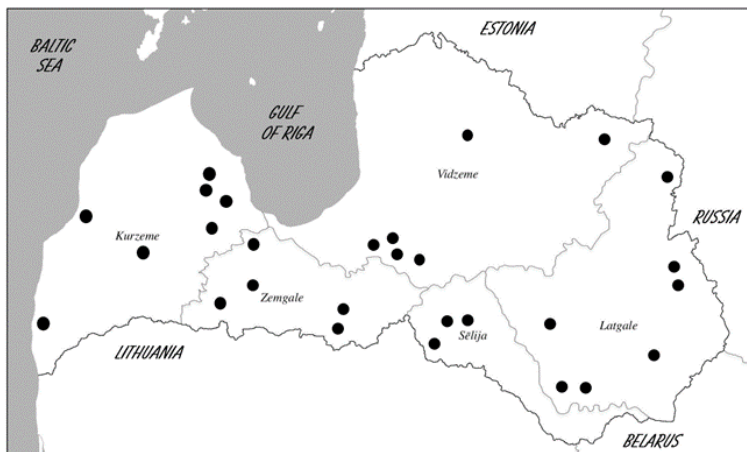 BALTIC
SEA
ESTONIA
GULF
OF RIGA
Vidzeme
RUSSIA
Kurzeme
Zemgale
Sēlija
Latgale
LITHUANIA
BELARUS